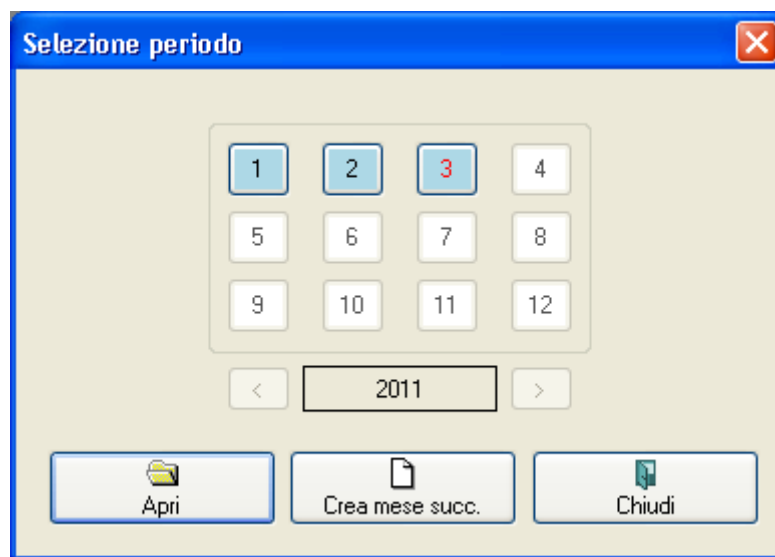 Selezione periodo
1 2 3 4
5 6 7 8
9 10 11 12
< 2011 >
Apri Crea mese succ. Chiudi